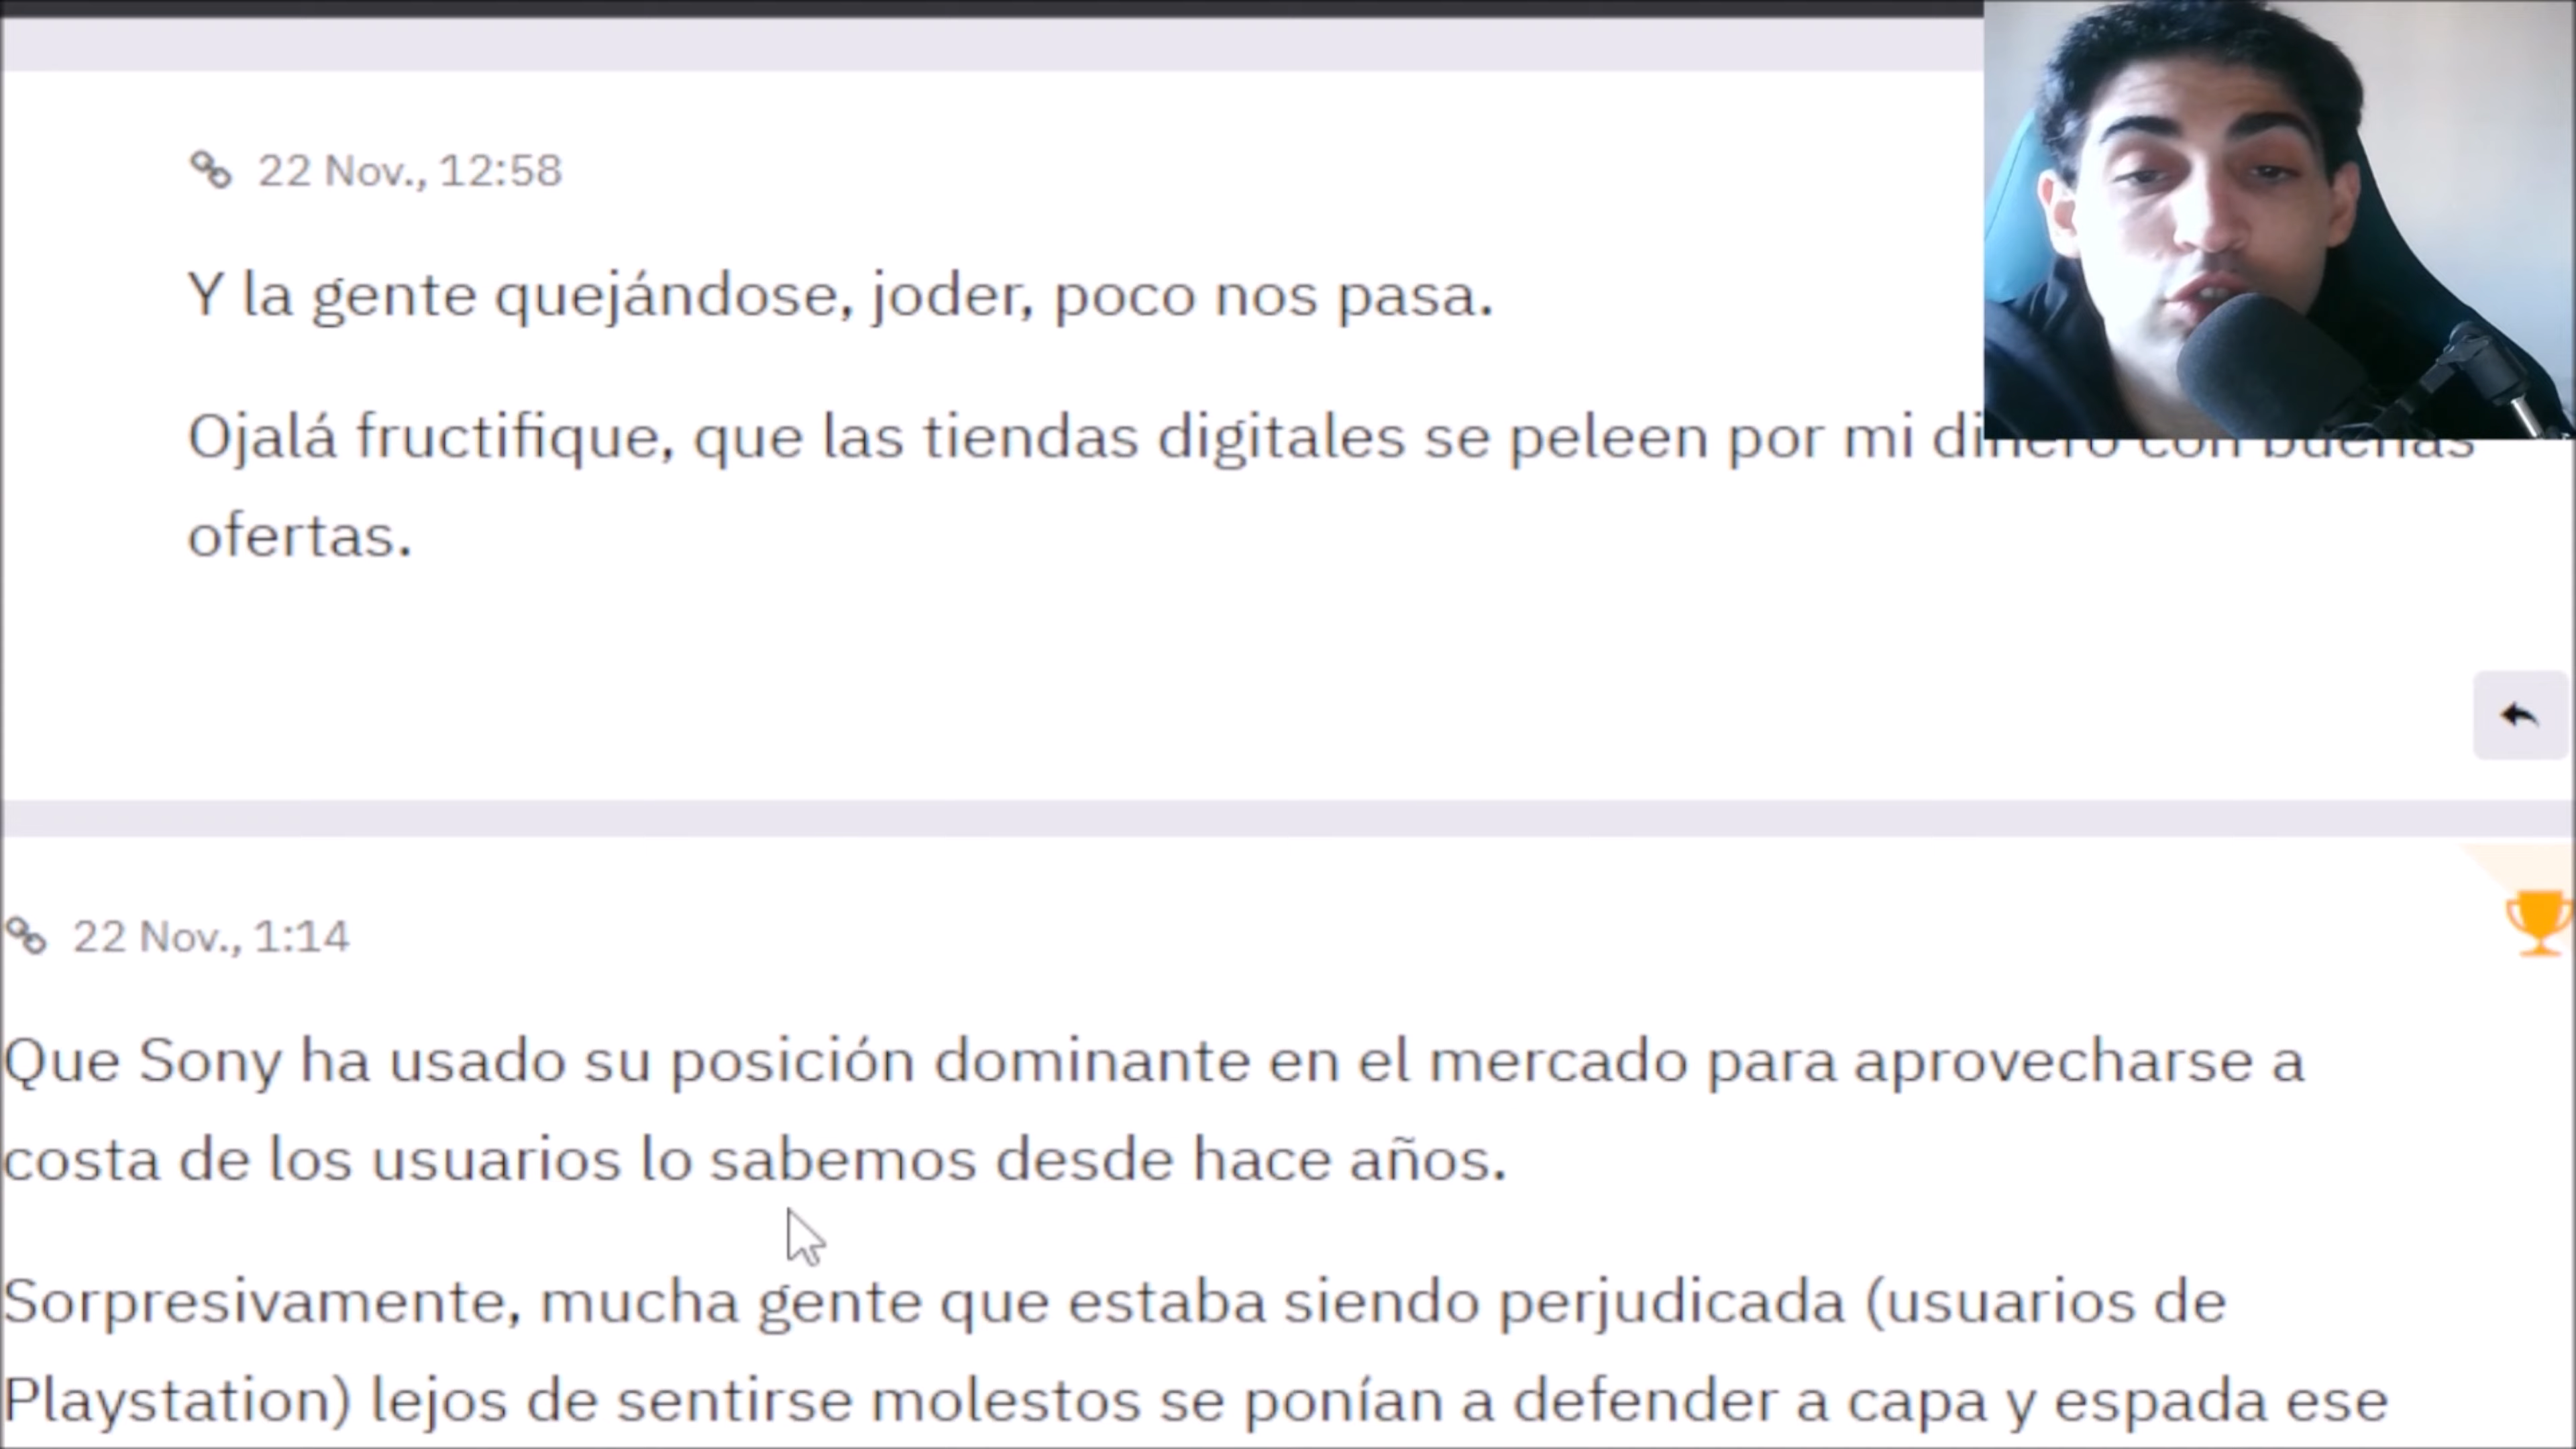 22 Nov., 12:58
Y la gente quejándose, joder, poco nos pasa.
Ojalá fructifique, que las tiendas digitales se peleen por mi dinero con buenas
ofertas.
22 Nov., 1:14
Que Sony ha usado su posición dominante en el mercado para aprovecharse a
costa de los usuarios lo sabemos desde hace años.
Sorpresivamente, mucha gente que estaba siendo perjudicada (usuarios de
Playstation) lejos de sentirse molestos se ponían a defender a capa y espada ese